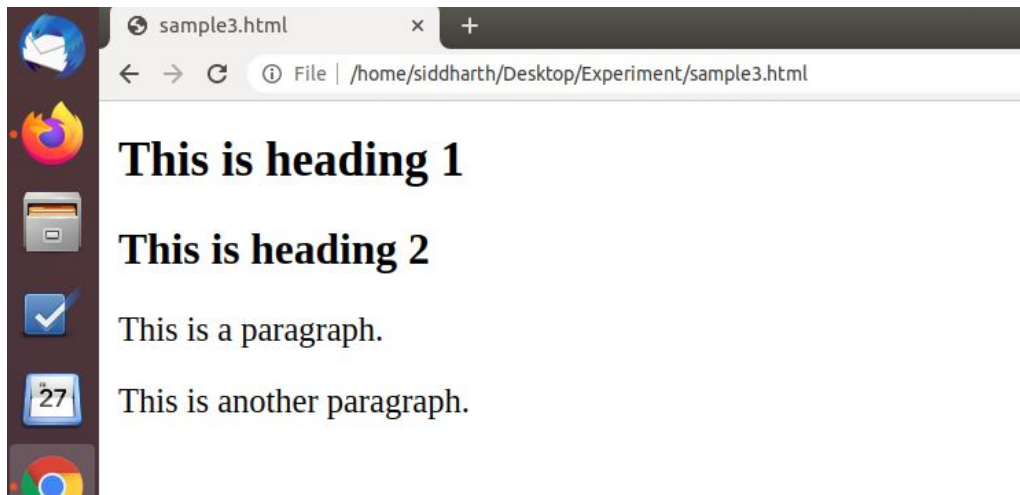 sample3.html
File | /home/siddharth/Desktop/Experiment/sample3.html
This is heading 1
This is heading 2
This is a paragraph.
27
This is another paragraph.